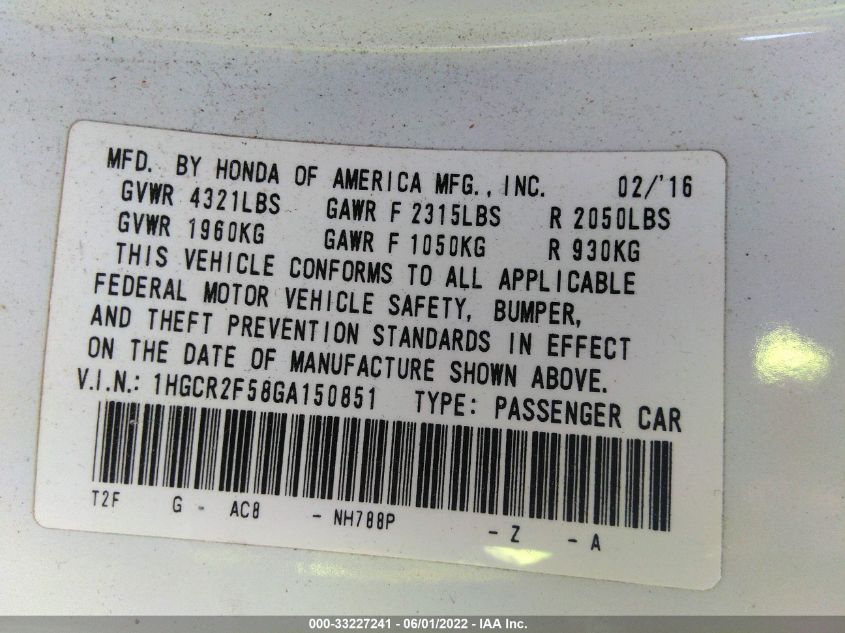 MFD. BY HONDA OF AMERICA MFG., INC. 02/'16
GVWR 4321LBS GAWR F 2315LBS R 2050LBS
GVWR 1960KG GAWR F 1050KG R 930KG
THIS VEHICLE CONFORMS TO ALL APPLICABLE
FEDERAL MOTOR VEHICLE SAFETY, BUMPER,
AND THEFT PREVENTION STANDARDS IN EFFECT
ON THE DATE OF MANUFACTURE SHOWN ABOVE.
V.I.N.: 1HGCR2F58GA150851 TYPE: PASSENGER CAR
T2F G - AC8 - NH788P - Z - A
000-33227241 - 06/01/2022 - IAA Inc.